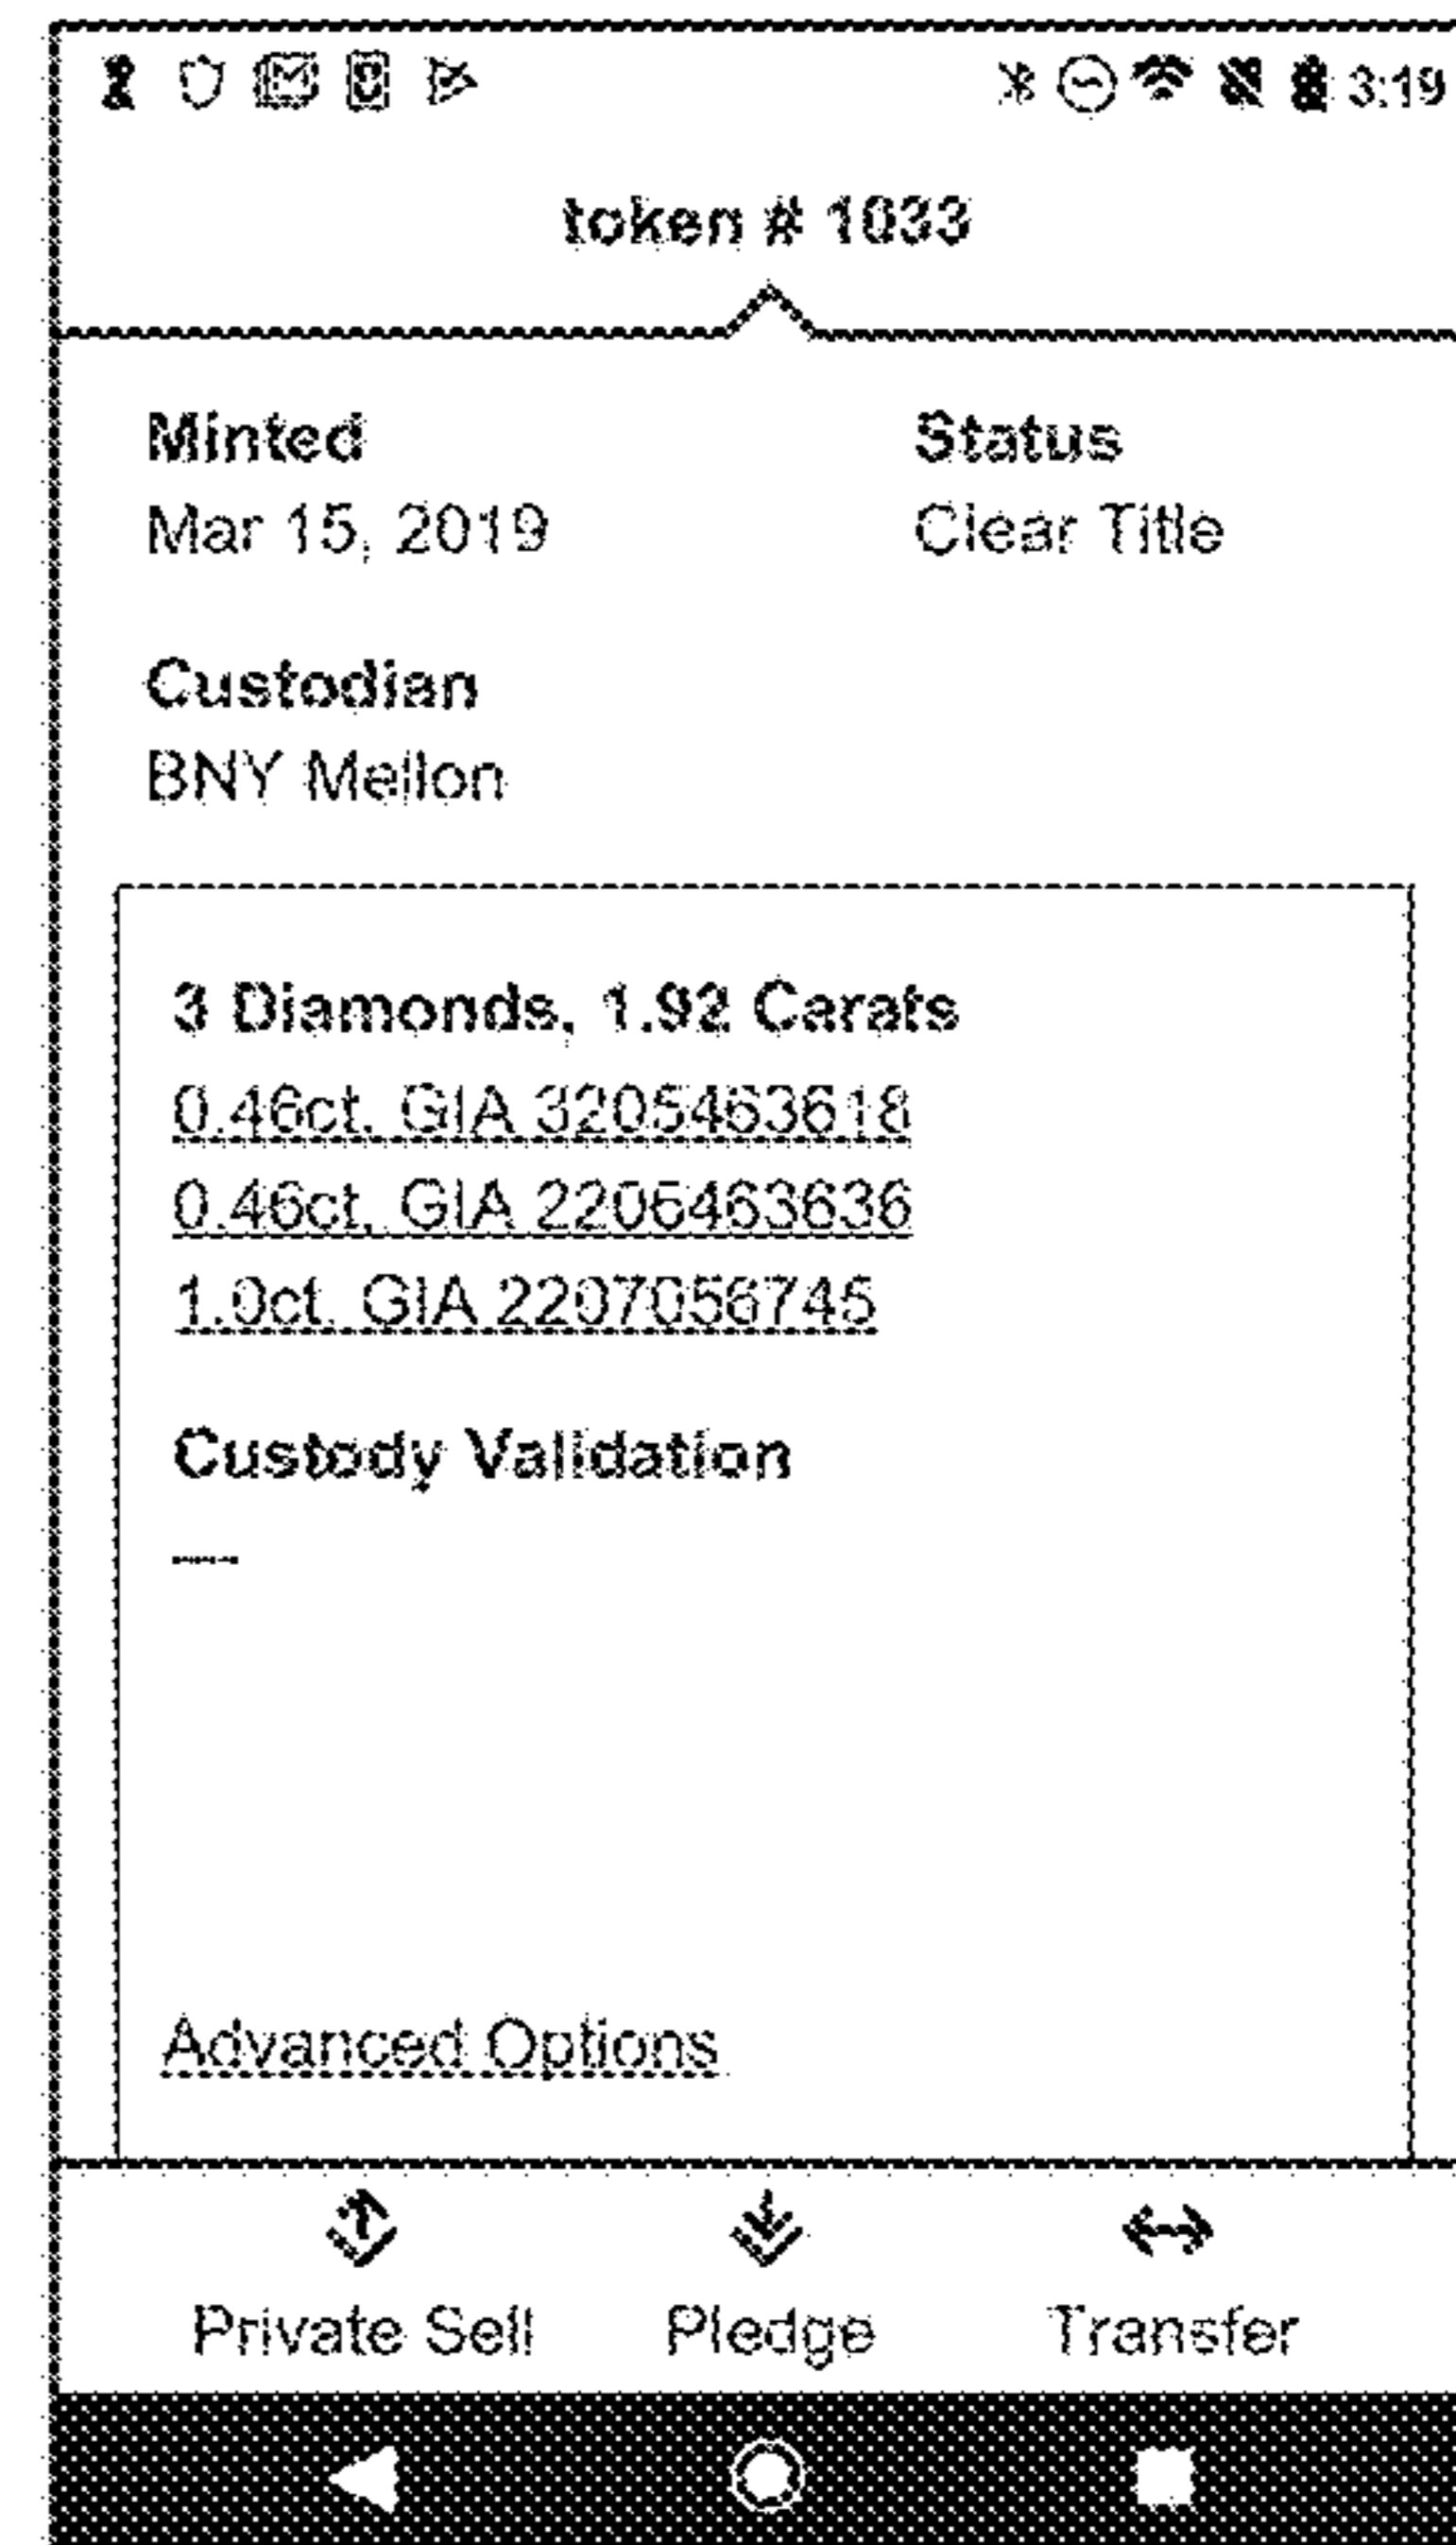 3:19
token # 1033
Minted
Status
Mar 15, 2019
Clear Title
Custodian
BNY Mellon
3 Diamonds, 1.92 Carats
0.46ct, GIA 3205463618
0.46ct, GIA 2206463636
1.0ct, GIA 2207056745
Custody Validation
Advanced Options
Private Sell
Pledge
Transfer